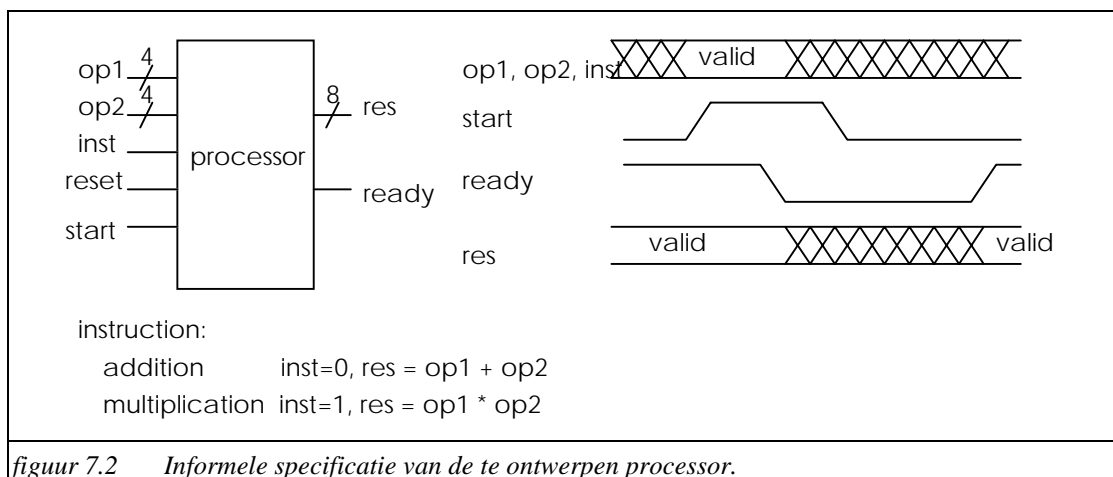 op1 4
op2 4
inst
reset
start
processor
8 res
ready
op1, op2, inst valid
start
ready
res valid valid
instruction:
addition inst=0, res = op1 + op2
multiplication inst=1, res = op1 * op2
figuur 7.2 Informele specificatie van de te ontwerpen processor.